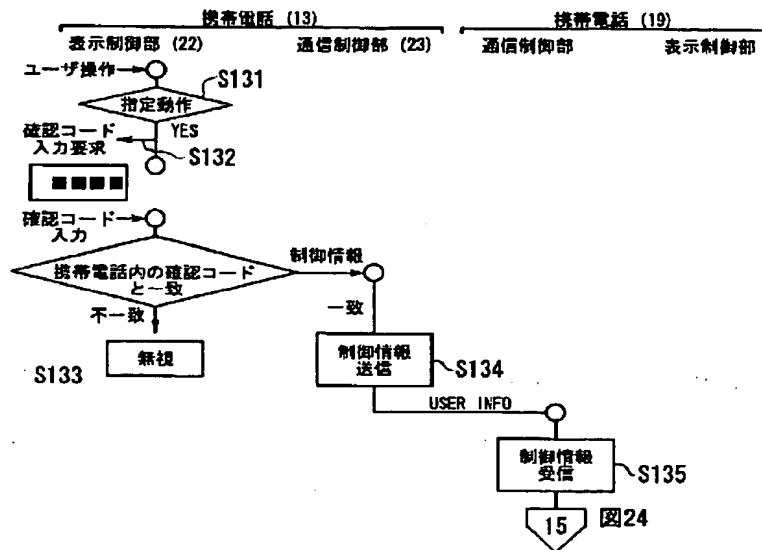 携帯電話 (13)
携帯電話 (19)
表示制御部 (22)
通信制御部 (23)
通信制御部
表示制御部
ユーザ操作
S131
指定動作
確認コード
入力要求
YES
S132
確認コード
入力
制御情報
携帯電話内の確認コード
と一致
一致
不一致
S133
無視
制御情報
送信
S134
USER INFO
制御情報
受信
S135
15
図24